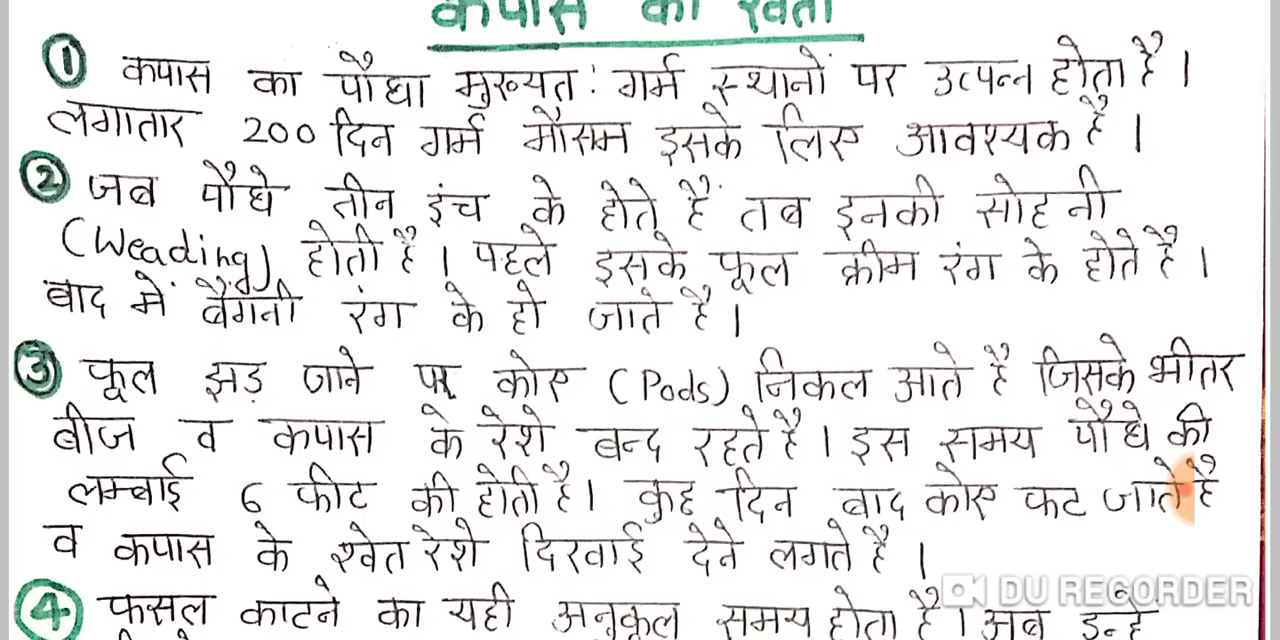 कपास की खेती
① कपास का पौधा मुख्यत: गर्म स्थानों पर उत्पन्न होता है।
लगातार 200 दिन गर्म मौसम इसके लिए आवश्यक है।
② जब पौधे तीन इंच के होते है तब इनकी सोहनी
(Weading) होती है। पहले इसके फूल क्रीम रंग के होते है।
बाद में बैंगनी रंग के हो जाते है।
③ फूल झड़ जाने पर कोए (Pods) निकल आते है जिसके भीतर
बीज व कपास के रेशे बन्द रहते है। इस समय पौधे की
लम्बाई 6 फीट की होती है। कुछ दिन बाद कोए फट जाते है
व कपास के श्वेत रेशे दिखाई देने लगते है।
④ फसल काटने का यही अनुकूल समय होता है। अब इन्हे
DU RECORDER